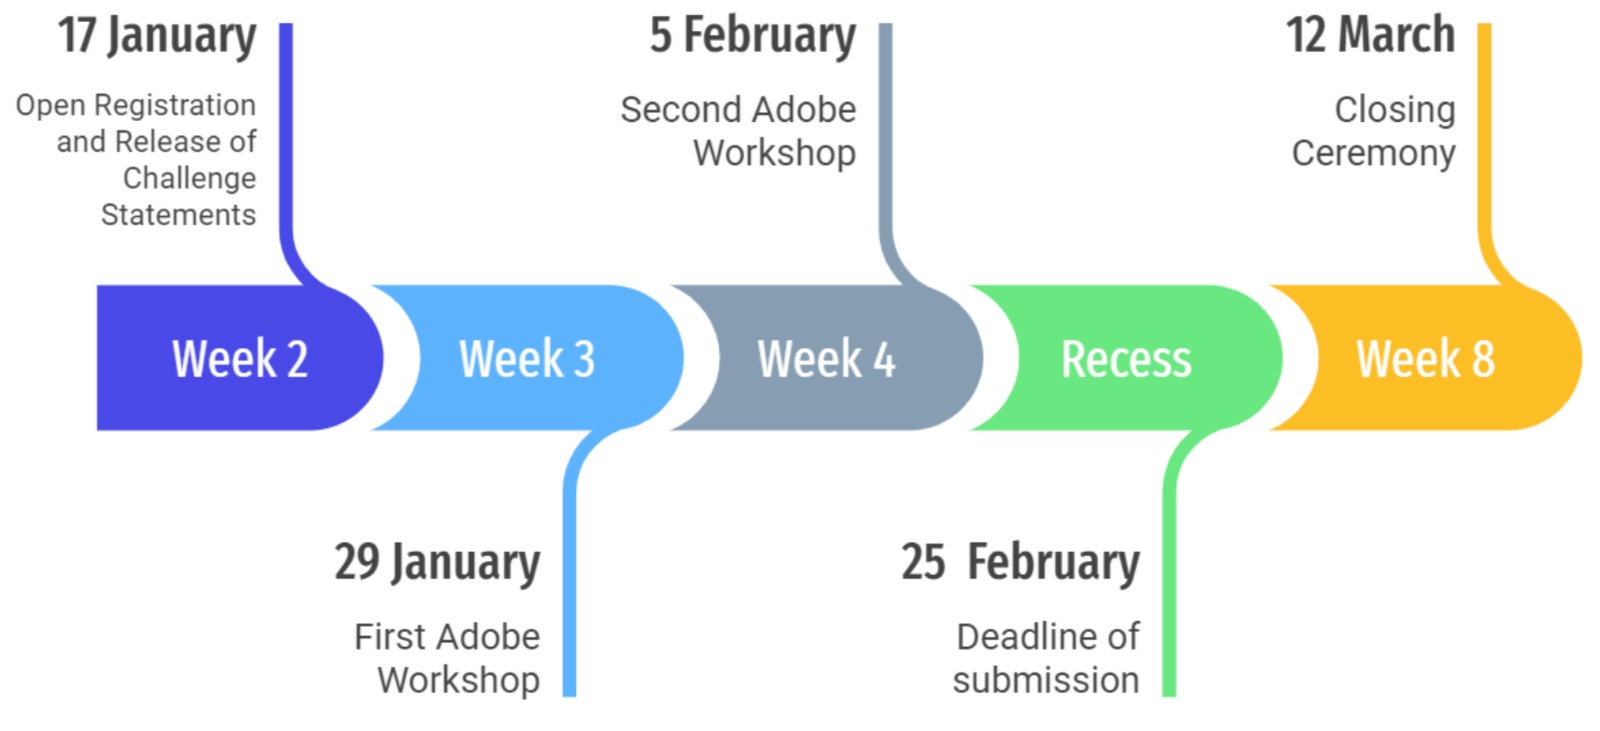 17 January
Open Registration
and Release of
Challenge
Statements
5 February
Second Adobe
Workshop
12 March
Closing
Ceremony
Week 2
Week 3
Week 4
Recess
Week 8
29 January
First Adobe
Workshop
25 February
Deadline of
submission